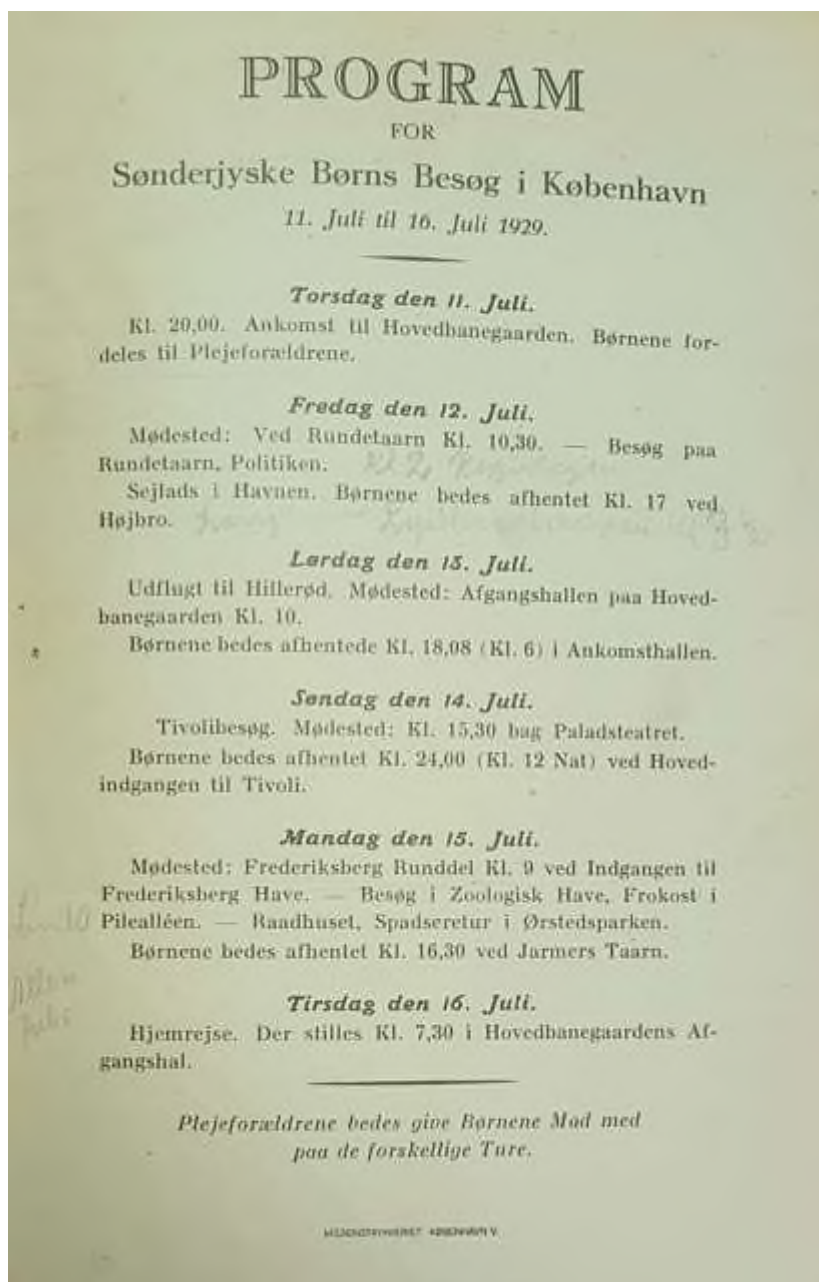 PROGRAM
FOR
Sønderjyske Børns Besøg i København
11. Juli til 16. Juli 1929.
Torsdag den 11. Juli.
Kl. 20,00. Ankomst til Hovedbanegaarden. Børnene for-
deles til Plejeforældrene.
Fredag den 12. Juli.
Mødested: Ved Rundetaarn Kl. 10,30. — Besøg paa
Rundetaarn, Politiken.
Sejlads i Havnen. Børnene bedes afhentet Kl. 17 ved
Højbro.
Lørdag den 13. Juli.
Udflugt til Hillerød. Mødested: Afgangshallen paa Hoved-
banegaarden Kl. 10.
Børnene bedes afhentede Kl. 18,08 (Kl. 6) i Ankomsthallen.
Søndag den 14. Juli.
Tivolibesøg. Mødested: Kl. 15,30 bag Paladsteatret.
Børnene bedes afhentet Kl. 24,00 (Kl. 12 Nat) ved Hoved-
indgangen til Tivoli.
Mandag den 15. Juli.
Mødested: Frederiksberg Runddel Kl. 9 ved Indgangen til
Frederiksberg Have. — Besøg i Zoologisk Have, Frokost i
Pilealléen. — Raadhuset, Spadseretur i Ørstedsparken.
Børnene bedes afhentet Kl. 16,30 ved Jarmers Taarn.
Tirsdag den 16. Juli.
Hjemrejse. Der stilles Kl. 7,30 i Hovedbanegaardens Af-
gangshal.
Plejeforældrene bedes give Børnene Mad med
paa de forskellige Ture.
KØBENHAVN V.